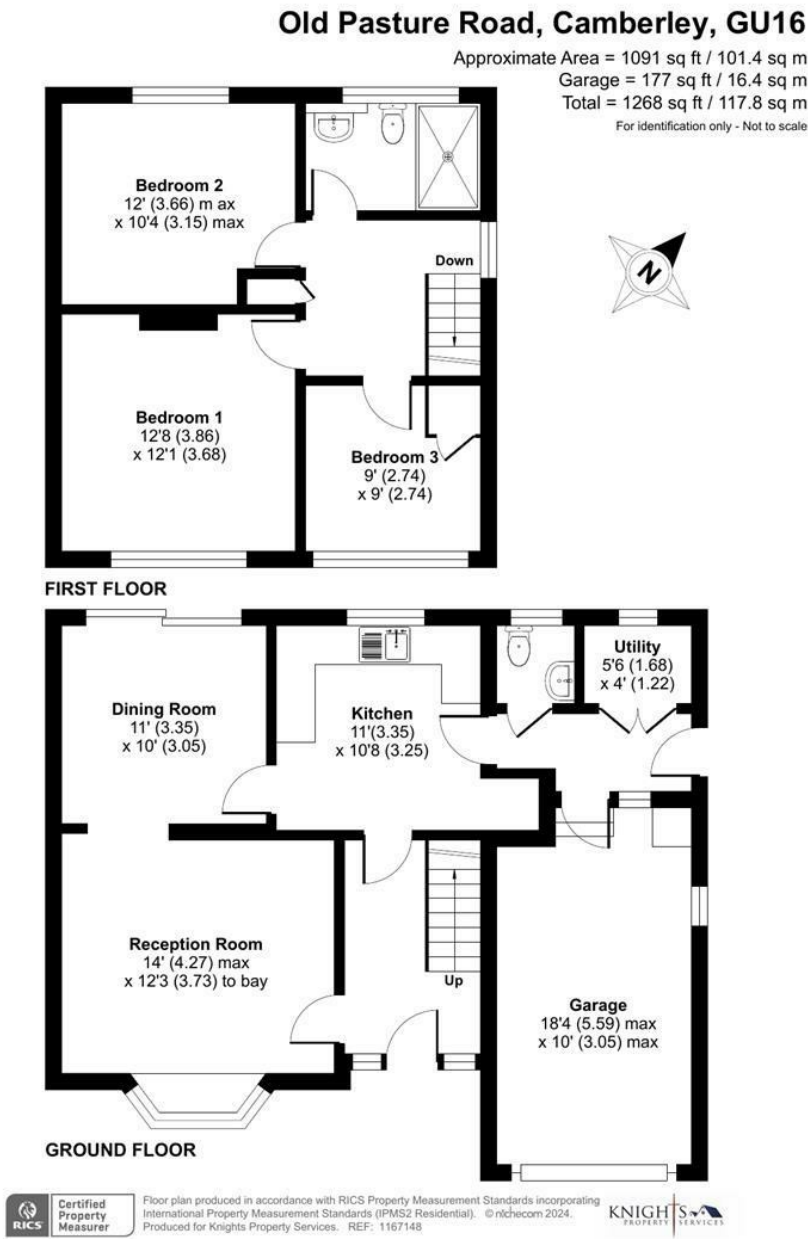 Old Pasture Road, Camberley, GU16
Approximate Area = 1091 sq ft / 101.4 sq m
Garage = 177 sq ft / 16.4 sq m
Total = 1268 sq ft / 117.8 sq m
For identification only - Not to scale
Bedroom 2
12' (3.66) m ax
x 10'4 (3.15) max
Down
N
Bedroom 1
12'8 (3.86)
x 12'1 (3.68)
Bedroom 3
9' (2.74)
x 9' (2.74)
FIRST FLOOR
Utility
5'6 (1.68)
x 4' (1.22)
Dining Room
11' (3.35)
x 10' (3.05)
Kitchen
11'(3.35)
x 10'8 (3.25)
Reception Room
14' (4.27) max
x 12'3 (3.73) to bay
Up
Garage
18'4 (5.59) max
x 10' (3.05) max
GROUND FLOOR
RICS
Certified
Property
Measurer
Floor plan produced in accordance with RICS Property Measurement Standards incorporating
International Property Measurement Standards (IPMS2 Residential). © nichecom 2024.
Produced for Knights Property Services. REF: 1167148
KNIGHTS
PROPERTY SERVICES